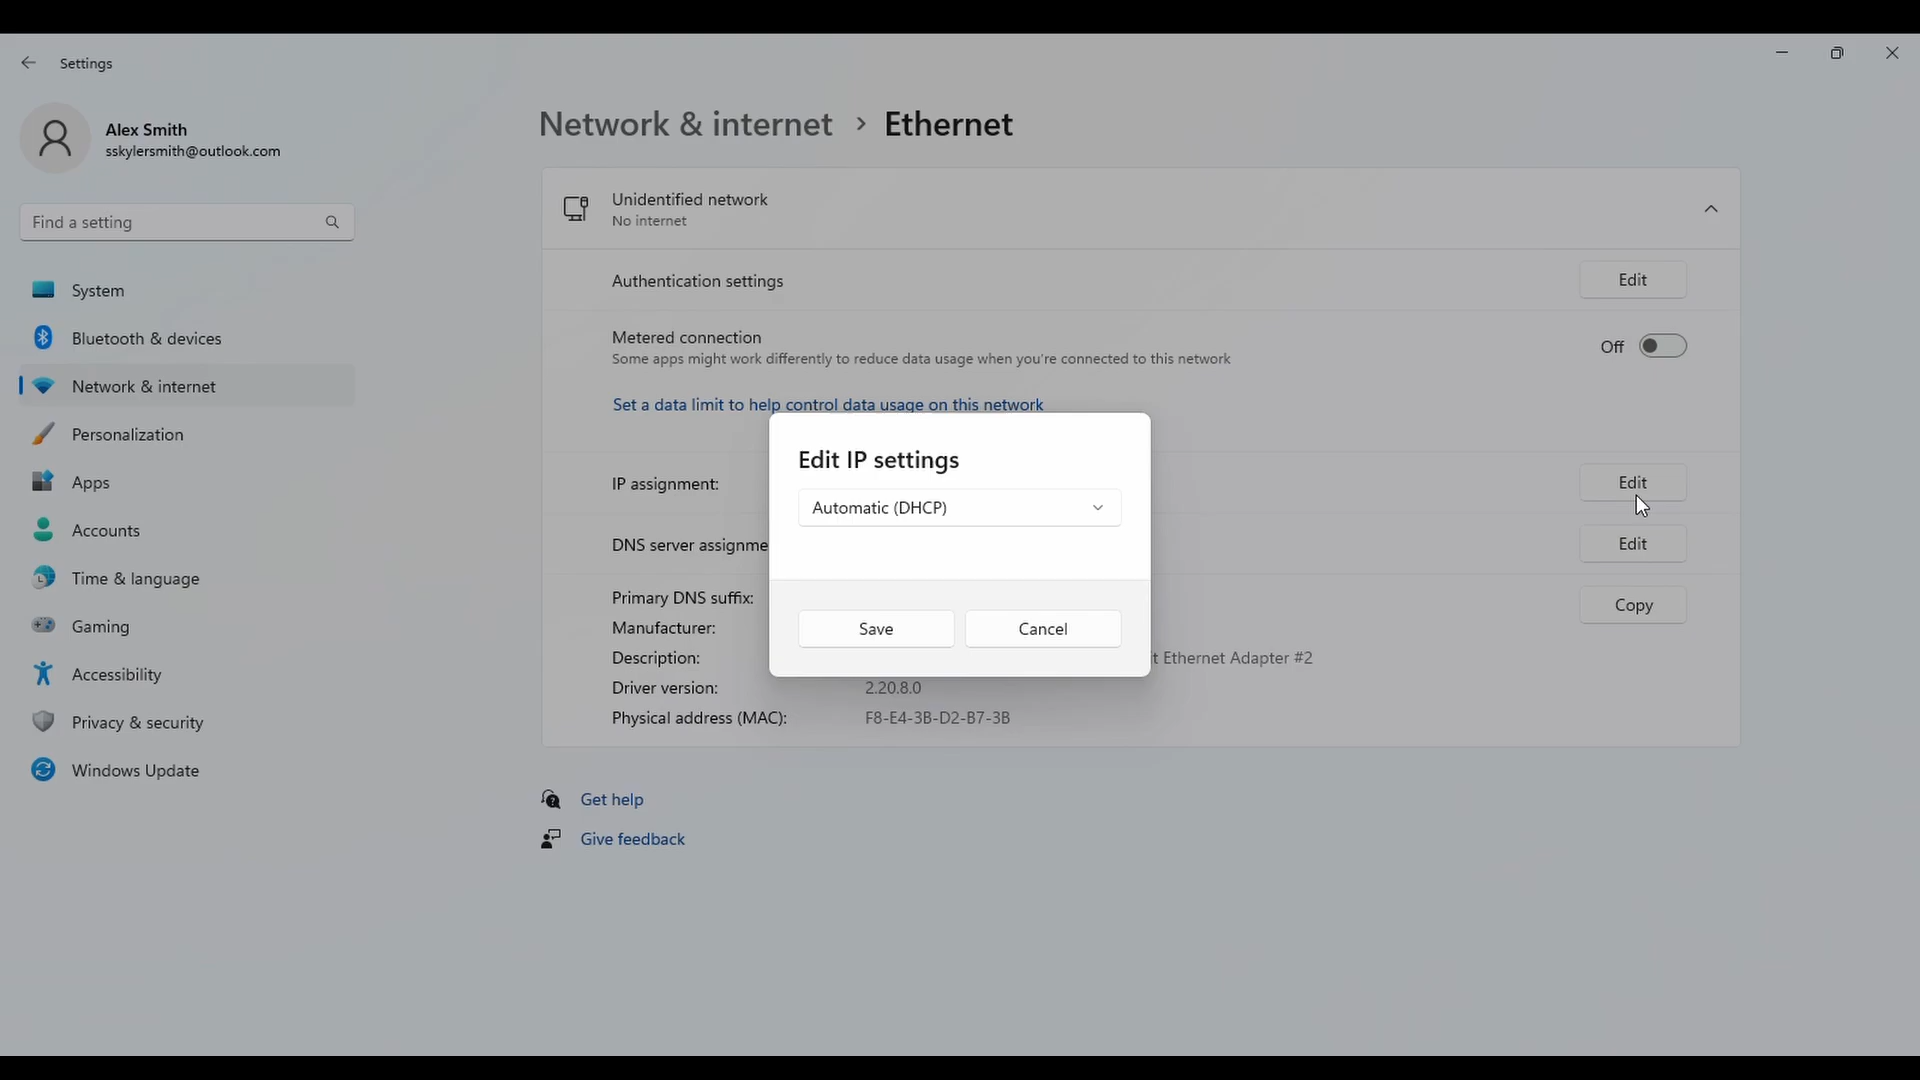 Settings
Alex Smith
sskylersmith@outlook.com
Find a setting
System
Bluetooth & devices
Network & internet
Personalization
Apps
Accounts
Time & language
Gaming
Accessibility
Privacy & security
Windows Update
Network & internet > Ethernet
Unidentified network
No internet
Authentication settings
Edit
Metered connection
Some apps might work differently to reduce data usage when you're connected to this network
Off
Set a data limit to help control data usage on this network
IP assignment:
Edit
DNS server assignme
Edit
Primary DNS suffix:
Copy
Manufacturer:
Description:
t Ethernet Adapter #2
Driver version: 2.20.8.0
Physical address (MAC): F8-E4-3B-D2-B7-3B
Edit IP settings
Automatic (DHCP)
Save Cancel
Get help
Give feedback